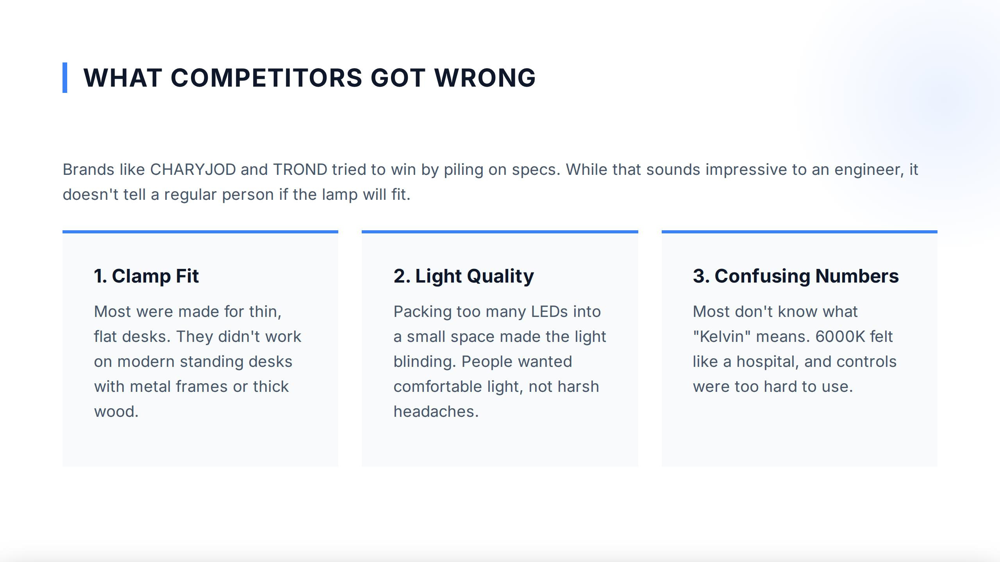 WHAT COMPETITORS GOT WRONG
Brands like CHARYJOD and TROND tried to win by piling on specs. While that sounds impressive to an engineer, it
doesn't tell a regular person if the lamp will fit.
1. Clamp Fit
Most were made for thin,
flat desks. They didn't work
on modern standing desks
with metal frames or thick
wood.
2. Light Quality
Packing too many LEDs into
a small space made the light
blinding. People wanted
comfortable light, not harsh
headaches.
3. Confusing Numbers
Most don't know what
"Kelvin" means. 6000K felt
like a hospital, and controls
were too hard to use.